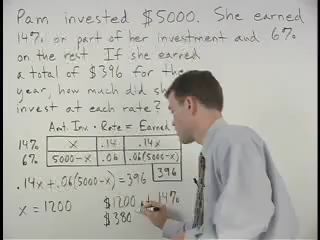 Pam invested $5000. She earned
14% on part of her investment and 6%
on the rest. If she earned
a total of $396 for the
year, how much did sh
invest at each rate?
Amt. Inv. · Rate = Earned
14% x .14 .14x
6% 5000-x .06 .06(5000-x)
.14x + .06(5000-x) = 396 396
x = 1200 $1200 14%
$380